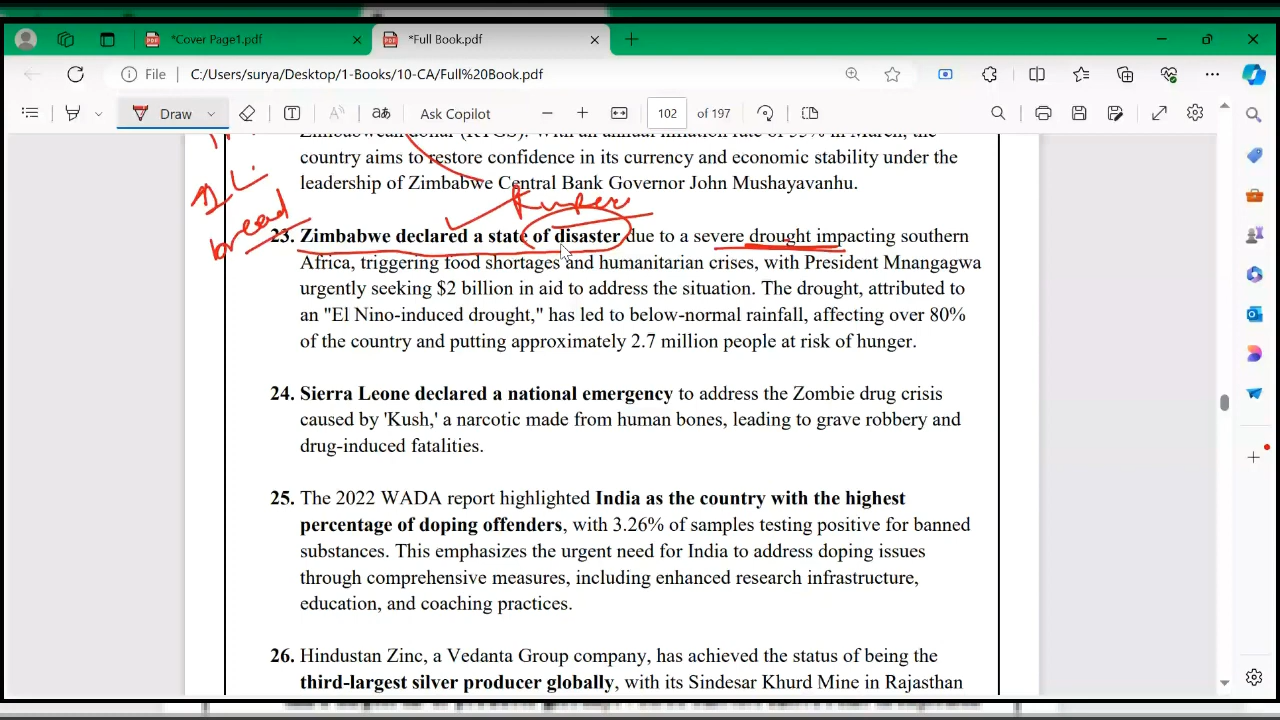 *Cover Page1.pdf
*Full Book.pdf
File
C:/Users/surya/Desktop/1-Books/10-CA/Full%20Book.pdf
Draw
Ask Copilot
102 of 197
country aims to restore confidence in its currency and economic stability under the
leadership of Zimbabwe Central Bank Governor John Mushayavanhu.
bread
23. Zimbabwe declared a state of disaster due to a severe drought impacting southern
Africa, triggering food shortages and humanitarian crises, with President Mnangagwa
urgently seeking $2 billion in aid to address the situation. The drought, attributed to
an "El Nino-induced drought," has led to below-normal rainfall, affecting over 80%
of the country and putting approximately 2.7 million people at risk of hunger.
24. Sierra Leone declared a national emergency to address the Zombie drug crisis
caused by 'Kush,' a narcotic made from human bones, leading to grave robbery and
drug-induced fatalities.
25. The 2022 WADA report highlighted India as the country with the highest
percentage of doping offenders, with 3.26% of samples testing positive for banned
substances. This emphasizes the urgent need for India to address doping issues
through comprehensive measures, including enhanced research infrastructure,
education, and coaching practices.
26. Hindustan Zinc, a Vedanta Group company, has achieved the status of being the
third-largest silver producer globally, with its Sindesar Khurd Mine in Rajasthan